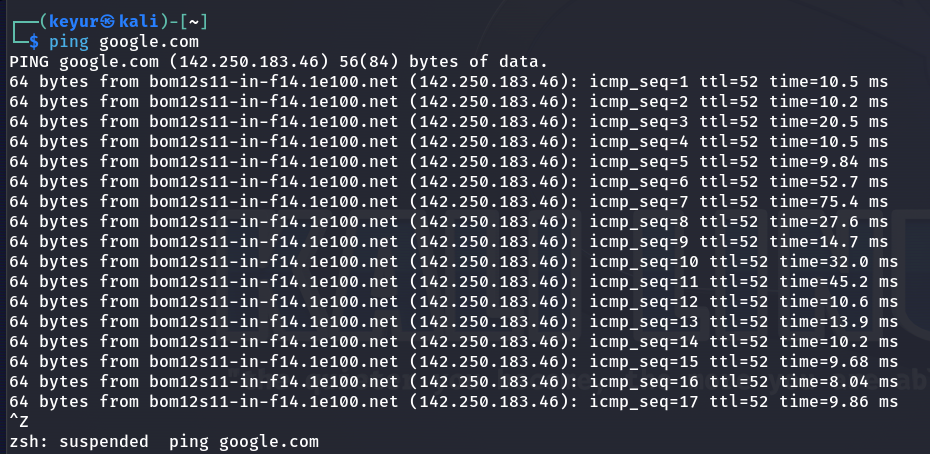 ┌──(keyur㉿kali)-[~]
└─$ ping google.com
PING google.com (142.250.183.46) 56(84) bytes of data.
64 bytes from bom12s11-in-f14.1e100.net (142.250.183.46): icmp_seq=1 ttl=52 time=10.5 ms
64 bytes from bom12s11-in-f14.1e100.net (142.250.183.46): icmp_seq=2 ttl=52 time=10.2 ms
64 bytes from bom12s11-in-f14.1e100.net (142.250.183.46): icmp_seq=3 ttl=52 time=20.5 ms
64 bytes from bom12s11-in-f14.1e100.net (142.250.183.46): icmp_seq=4 ttl=52 time=10.5 ms
64 bytes from bom12s11-in-f14.1e100.net (142.250.183.46): icmp_seq=5 ttl=52 time=9.84 ms
64 bytes from bom12s11-in-f14.1e100.net (142.250.183.46): icmp_seq=6 ttl=52 time=52.7 ms
64 bytes from bom12s11-in-f14.1e100.net (142.250.183.46): icmp_seq=7 ttl=52 time=75.4 ms
64 bytes from bom12s11-in-f14.1e100.net (142.250.183.46): icmp_seq=8 ttl=52 time=27.6 ms
64 bytes from bom12s11-in-f14.1e100.net (142.250.183.46): icmp_seq=9 ttl=52 time=14.7 ms
64 bytes from bom12s11-in-f14.1e100.net (142.250.183.46): icmp_seq=10 ttl=52 time=32.0 ms
64 bytes from bom12s11-in-f14.1e100.net (142.250.183.46): icmp_seq=11 ttl=52 time=45.2 ms
64 bytes from bom12s11-in-f14.1e100.net (142.250.183.46): icmp_seq=12 ttl=52 time=10.6 ms
64 bytes from bom12s11-in-f14.1e100.net (142.250.183.46): icmp_seq=13 ttl=52 time=13.9 ms
64 bytes from bom12s11-in-f14.1e100.net (142.250.183.46): icmp_seq=14 ttl=52 time=10.2 ms
64 bytes from bom12s11-in-f14.1e100.net (142.250.183.46): icmp_seq=15 ttl=52 time=9.68 ms
64 bytes from bom12s11-in-f14.1e100.net (142.250.183.46): icmp_seq=16 ttl=52 time=8.04 ms
64 bytes from bom12s11-in-f14.1e100.net (142.250.183.46): icmp_seq=17 ttl=52 time=9.86 ms
^Z
zsh: suspended  ping google.com